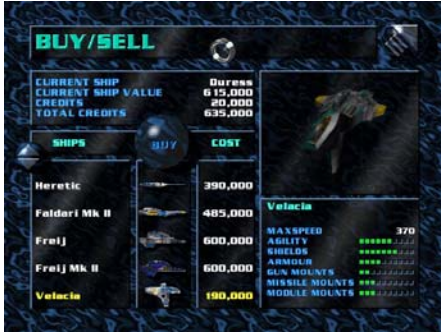 BUY/SELL
CURRENT SHIP Duress
CURRENT SHIP VALUE 615,000
CREDITS 20,000
TOTAL CREDITS 635,000
SHIPS BUY COST
Heretic 390,000
Faldari Mk II 485,000
Freij 600,000
Freij Mk II 600,000
Velacia 190,000
Velacia
MAXSPEED 370
AGILITY
SHIELDS
ARMOUR
GUN MOUNTS
MISSILE MOUNTS
MODULE MOUNTS